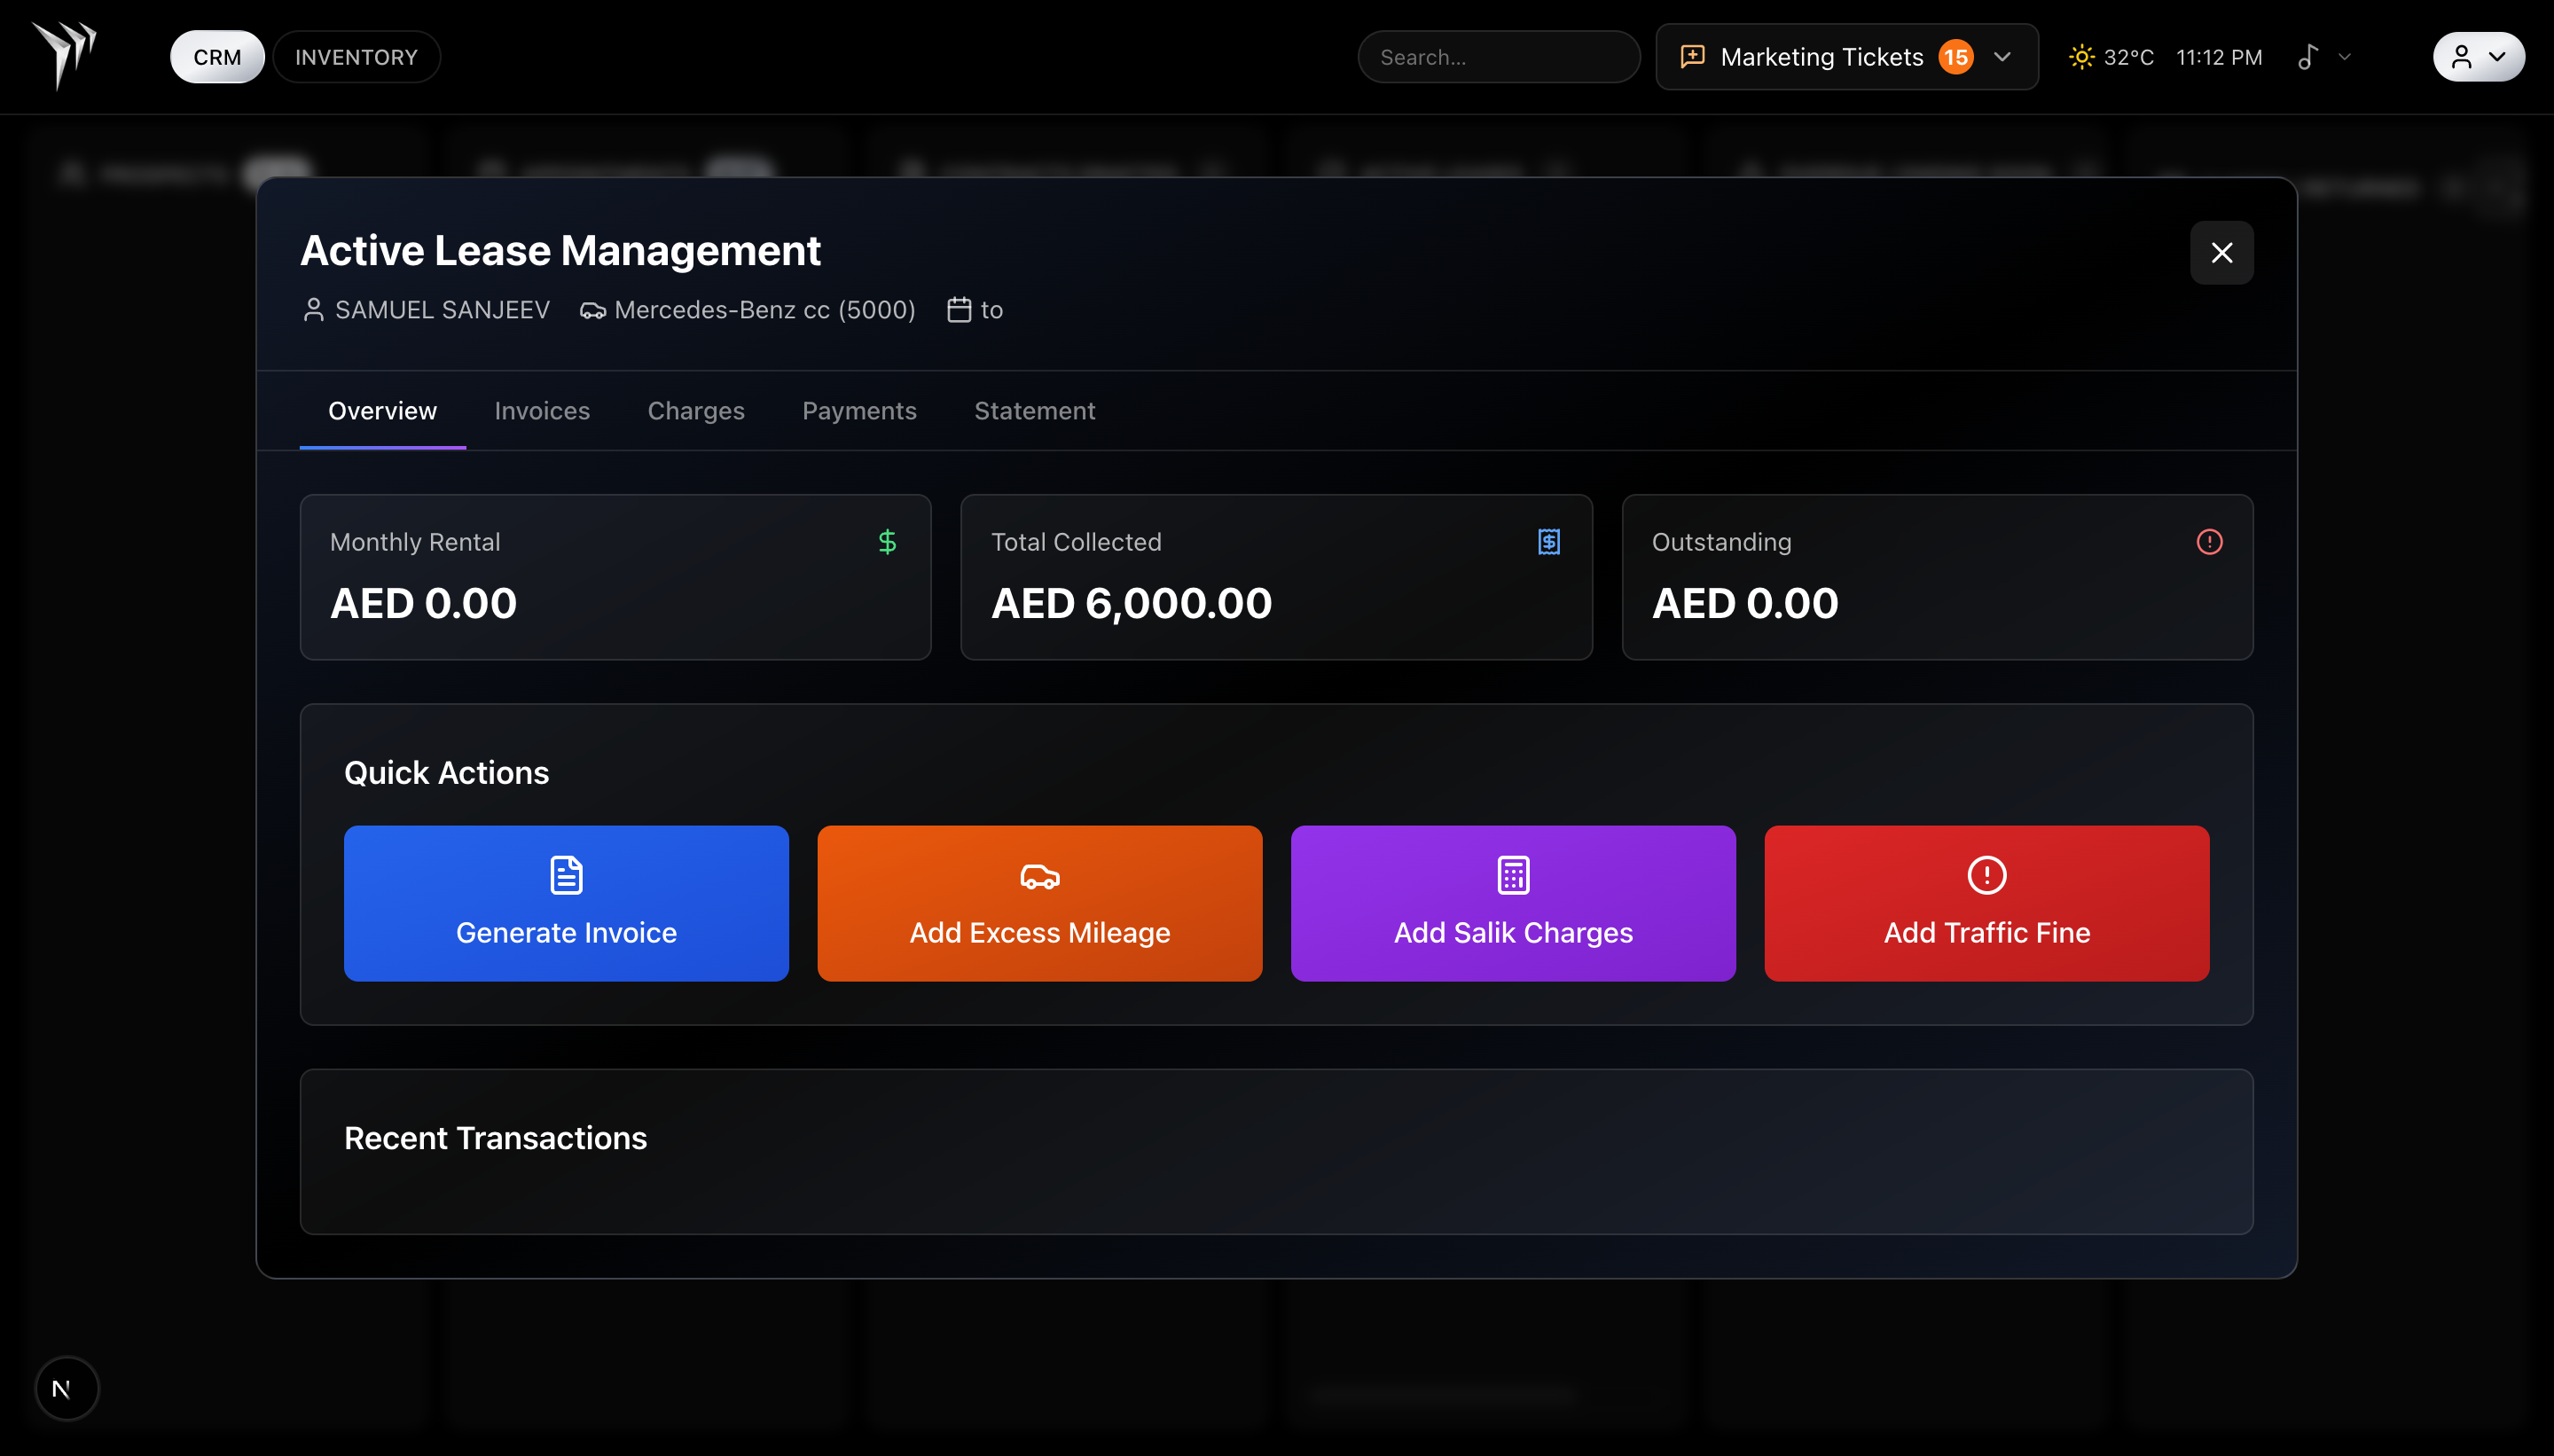 CRM
INVENTORY
Search...
Marketing Tickets 15
32°C
11:12 PM
Active Lease Management
SAMUEL SANJEEV
Mercedes-Benz cc (5000)
to
Overview
Invoices
Charges
Payments
Statement
Monthly Rental
AED 0.00
Total Collected
AED 6,000.00
Outstanding
AED 0.00
Quick Actions
Generate Invoice
Add Excess Mileage
Add Salik Charges
Add Traffic Fine
Recent Transactions
N